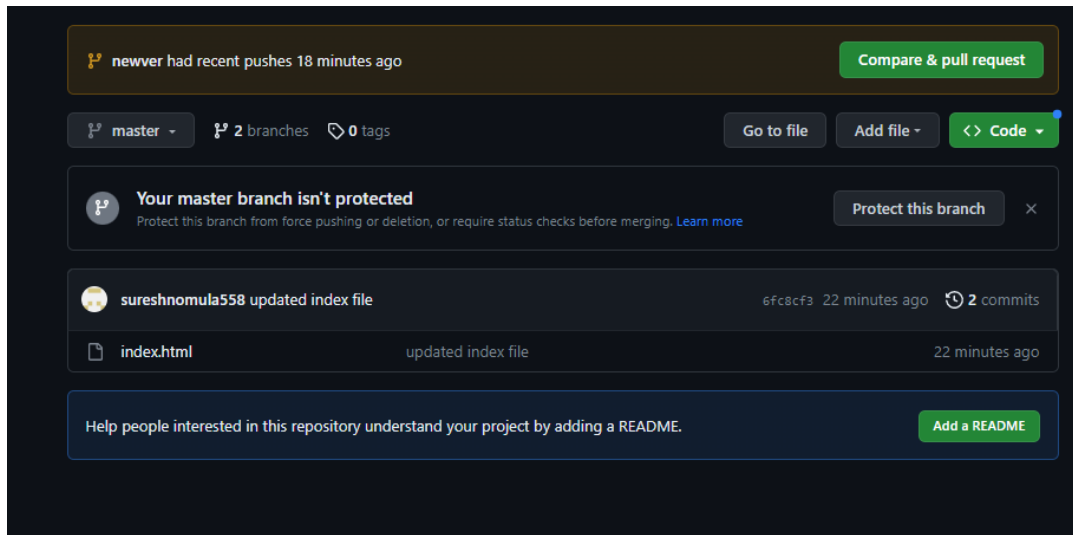 newver had recent pushes 18 minutes ago
Compare & pull request
master
2 branches
0 tags
Go to file
Add file
<> Code
Your master branch isn't protected
Protect this branch from force pushing or deletion, or require status checks before merging. Learn more
Protect this branch
sureshnomula558 updated index file
6fc8cf3 22 minutes ago
2 commits
index.html
updated index file
22 minutes ago
Help people interested in this repository understand your project by adding a README.
Add a README